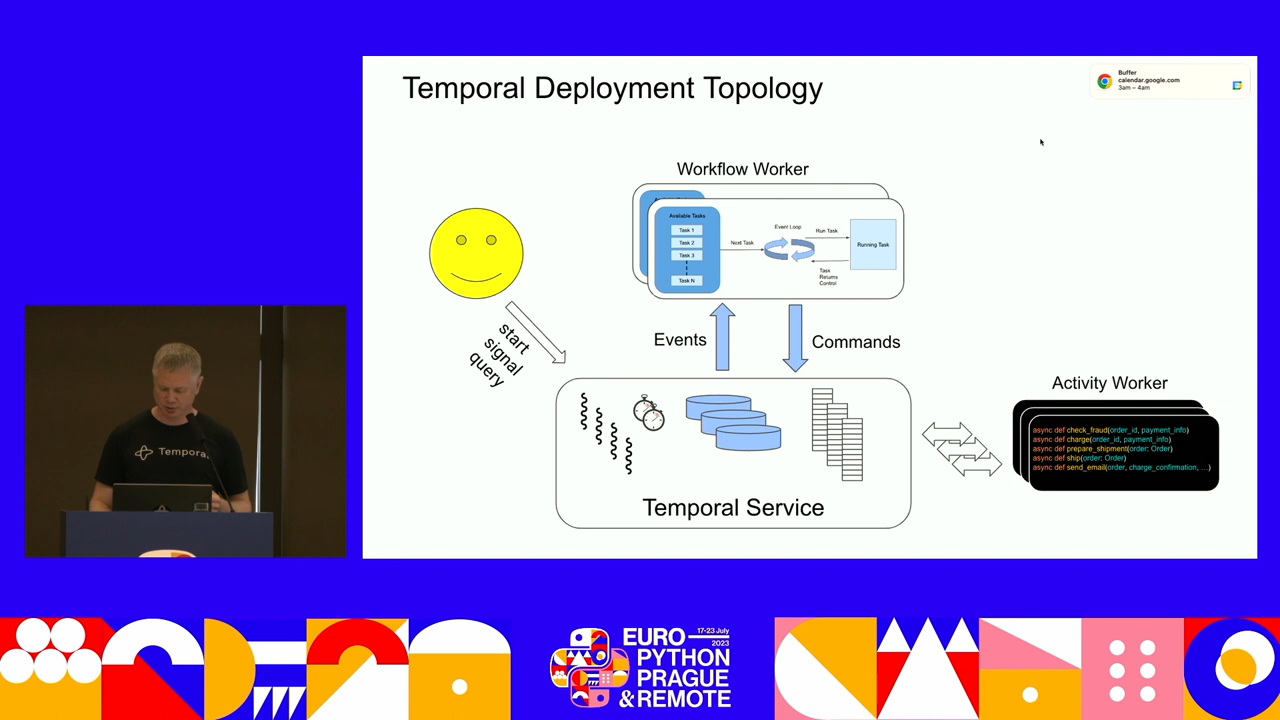 Temporal Deployment Topology
Buffer
calendar.google.com
3am – 4am
Workflow Worker
Available Tasks
Task 1
Task 2
Task 3
Task N
Next Task
Event Loop
Run Task
Task
Returns
Control
Running Task
start
signal
query
Events
Commands
Temporal Service
Activity Worker
async def check_fraud(order_id, payment_info)
async def charge(order_id, payment_info)
async def prepare_shipment(order: Order)
async def ship(order: Order)
async def send_email(order, charge_confirmation, ...)
Tempora
EURO
17-23 July
2023
PYTHON
PRAGUE
& REMOTE